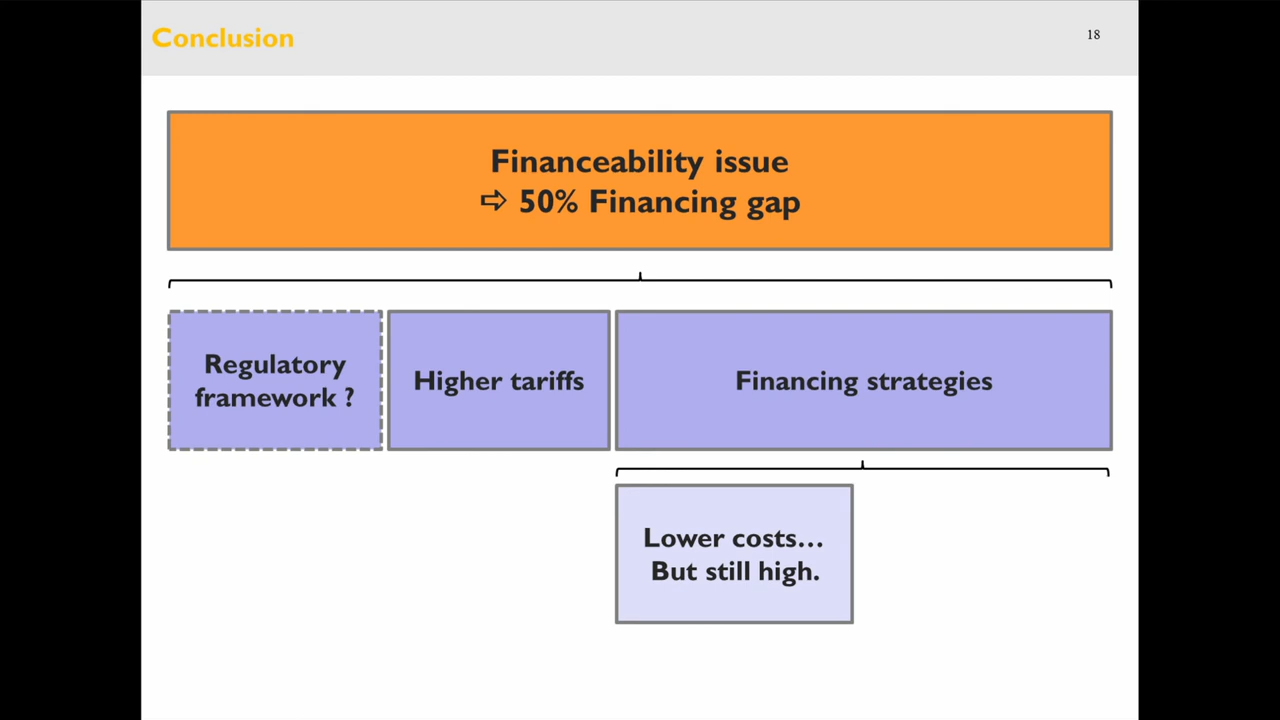 Conclusion
18
Financeability issue
⇨ 50% Financing gap
Regulatory
framework ?
Higher tariffs
Financing strategies
Lower costs...
But still high.